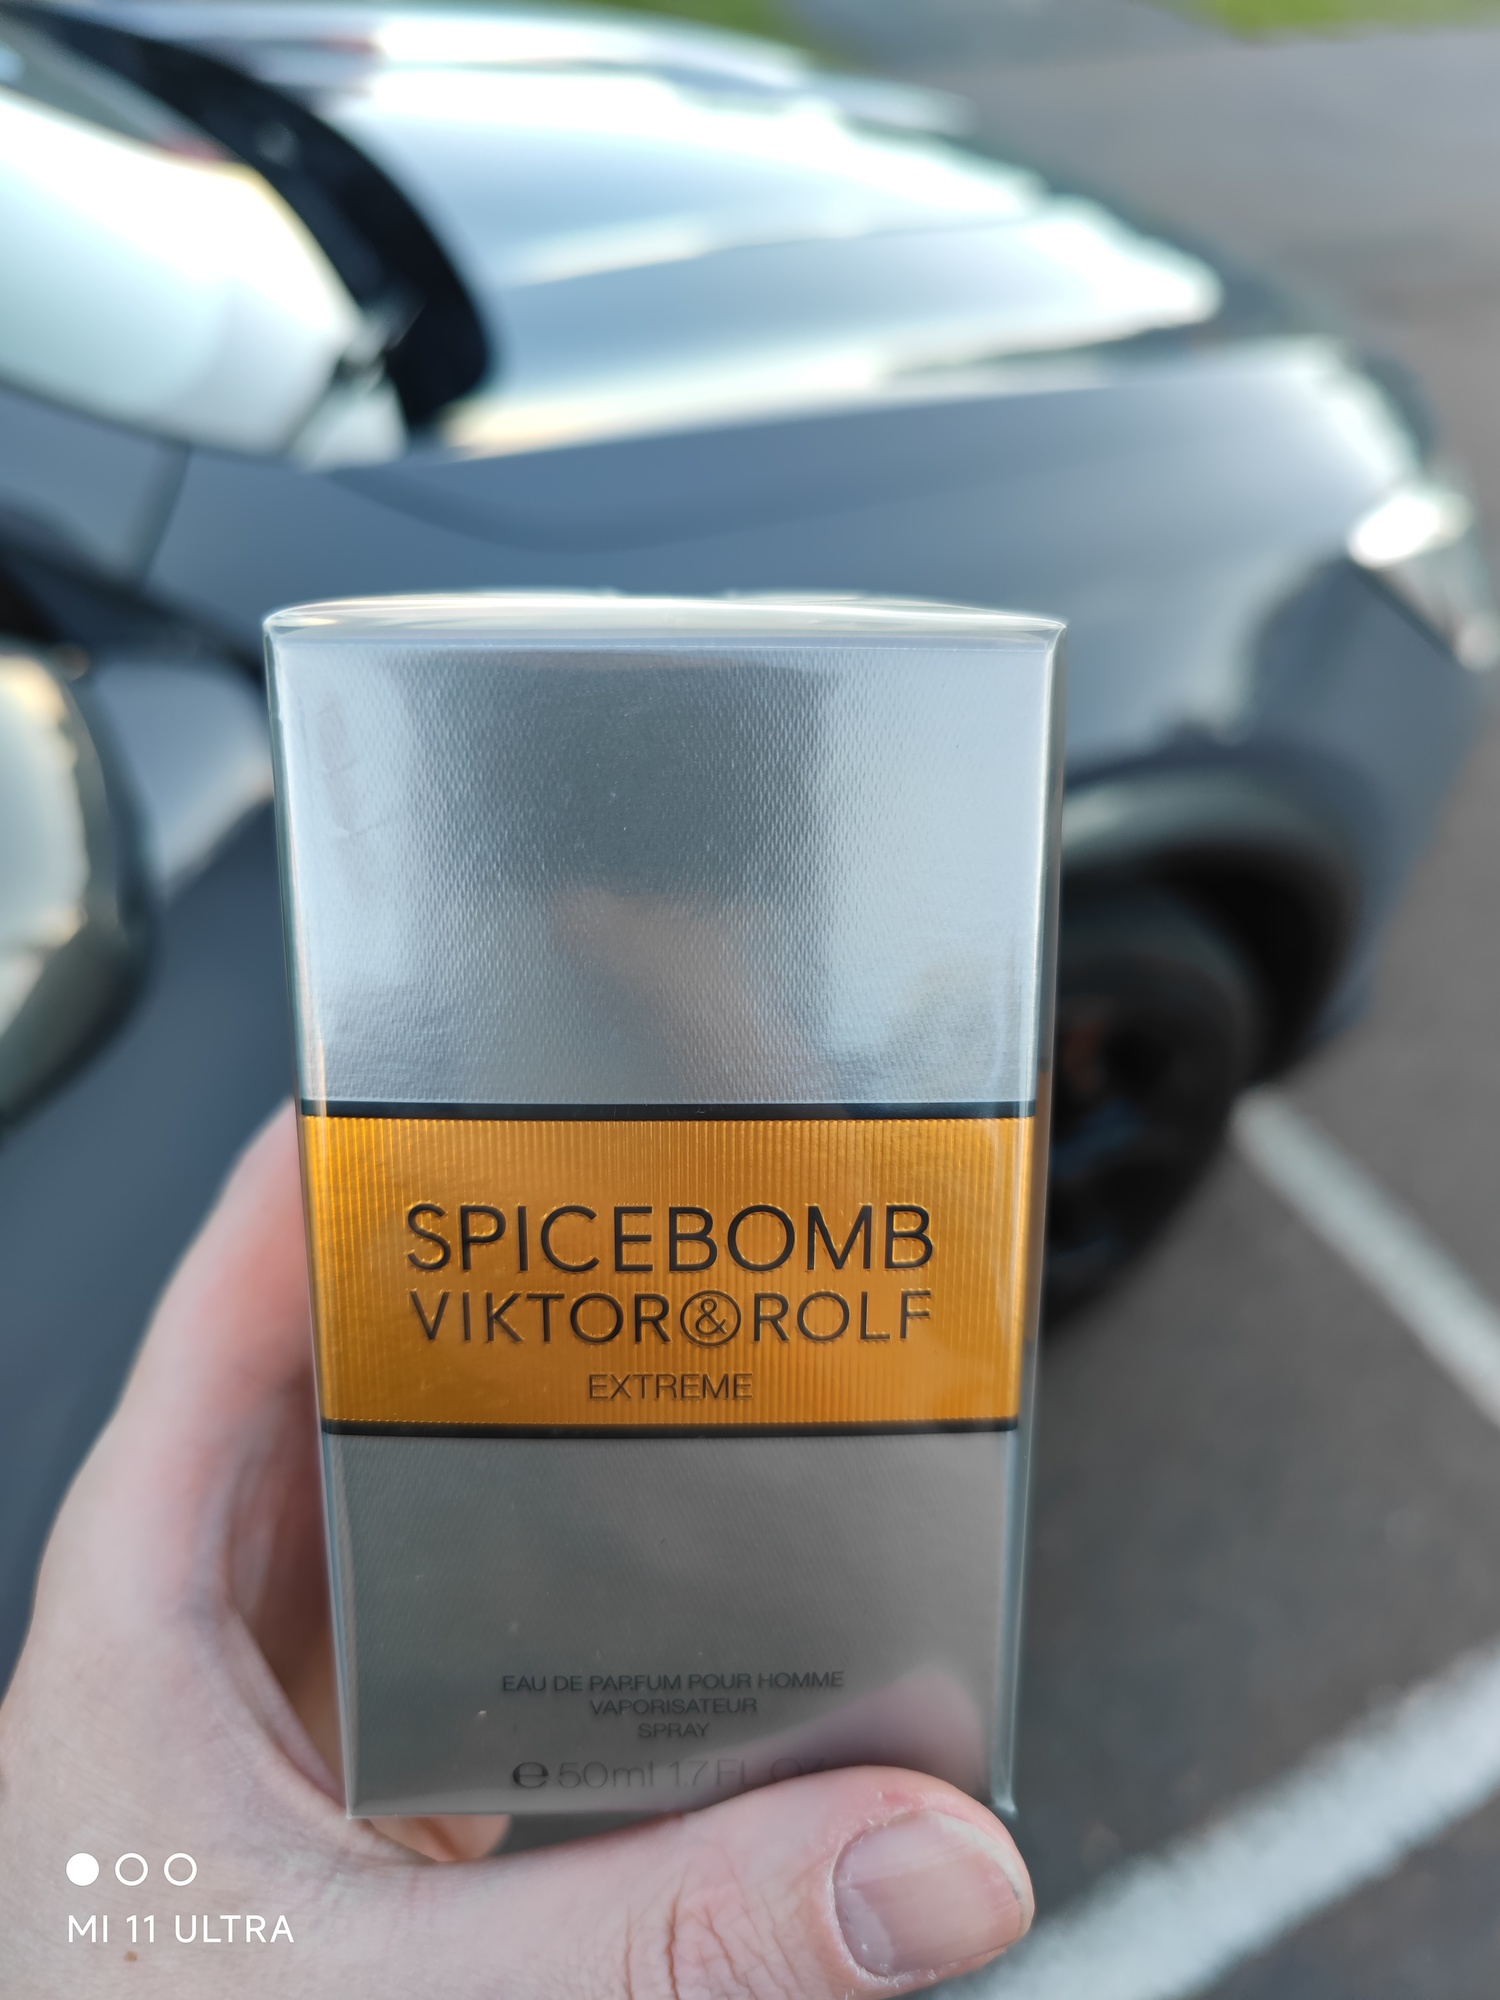 SPICEBOMB
VIKTOR&ROLF
EXTREME
EAU DE PARFUM POUR HOMME
VAPORISATEUR
SPRAY
℮ 50ml 1.7 FL OZ
MI 11 ULTRA